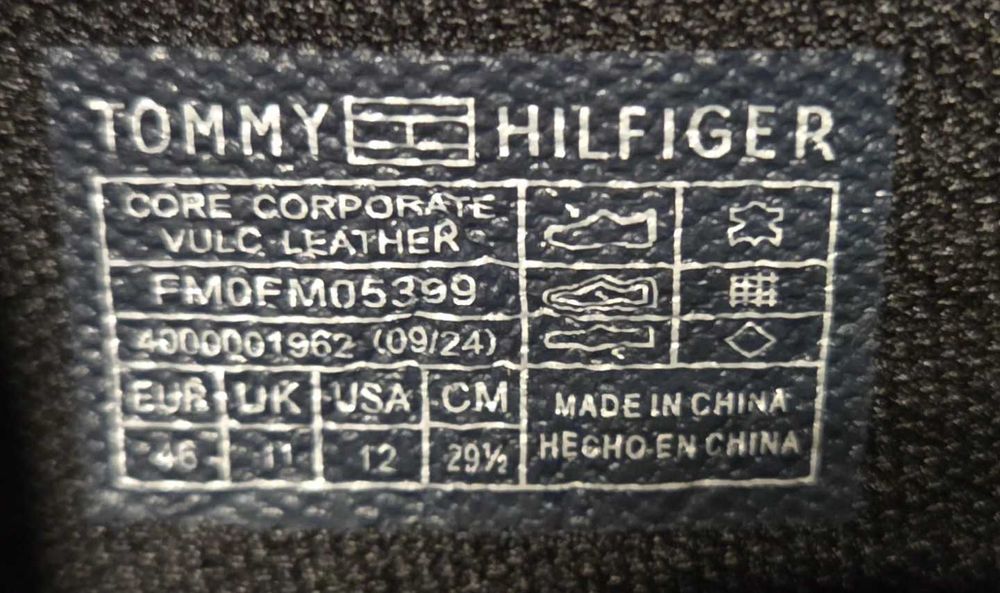 TOMMY HILFIGER
CORE CORPORATE
VULC LEATHER
FM0FM05399
4000001962 (09/24)
EUR UK USA CM
46 11 12 29½
MADE IN CHINA
HECHO EN CHINA